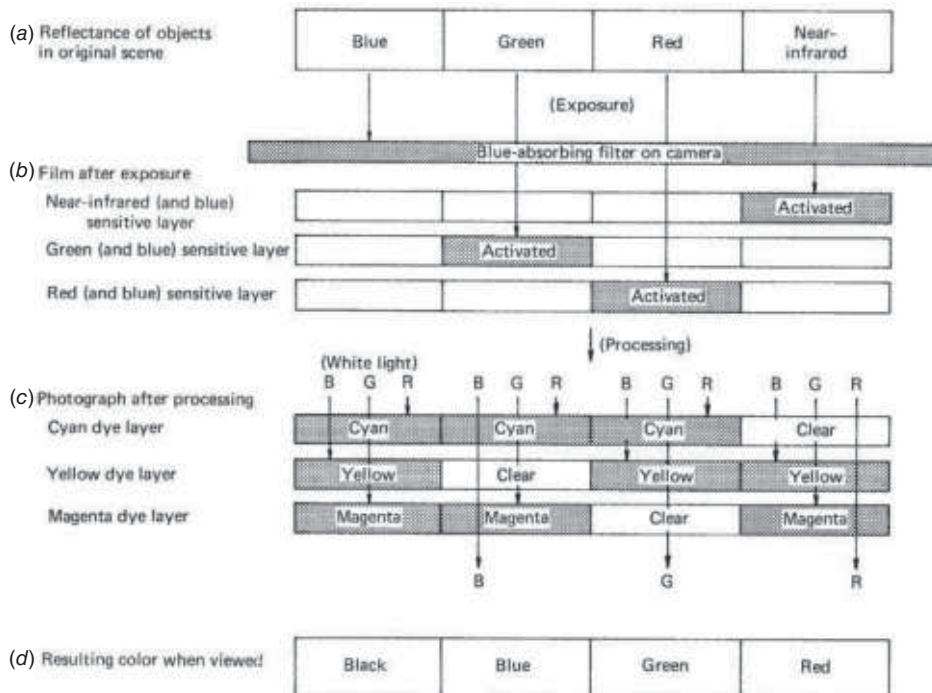 (a) Reflectance of objects
in original scene
Blue Green Red Near-
infrared
(Exposure)
Blue-absorbing filter on camera
(b) Film after exposure
Near-infrared (and blue)
sensitive layer
Activated
Green (and blue) sensitive layer
Activated
Red (and blue) sensitive layer
Activated
(Processing)
(White light)
B G R B G R B G R B G R
(c) Photograph after processing
Cyan dye layer Cyan Cyan Cyan Clear
Yellow dye layer Yellow Clear Yellow Yellow
Magenta dye layer Magenta Magenta Clear Magenta
B G R
(d) Resulting color when viewed Black Blue Green Red